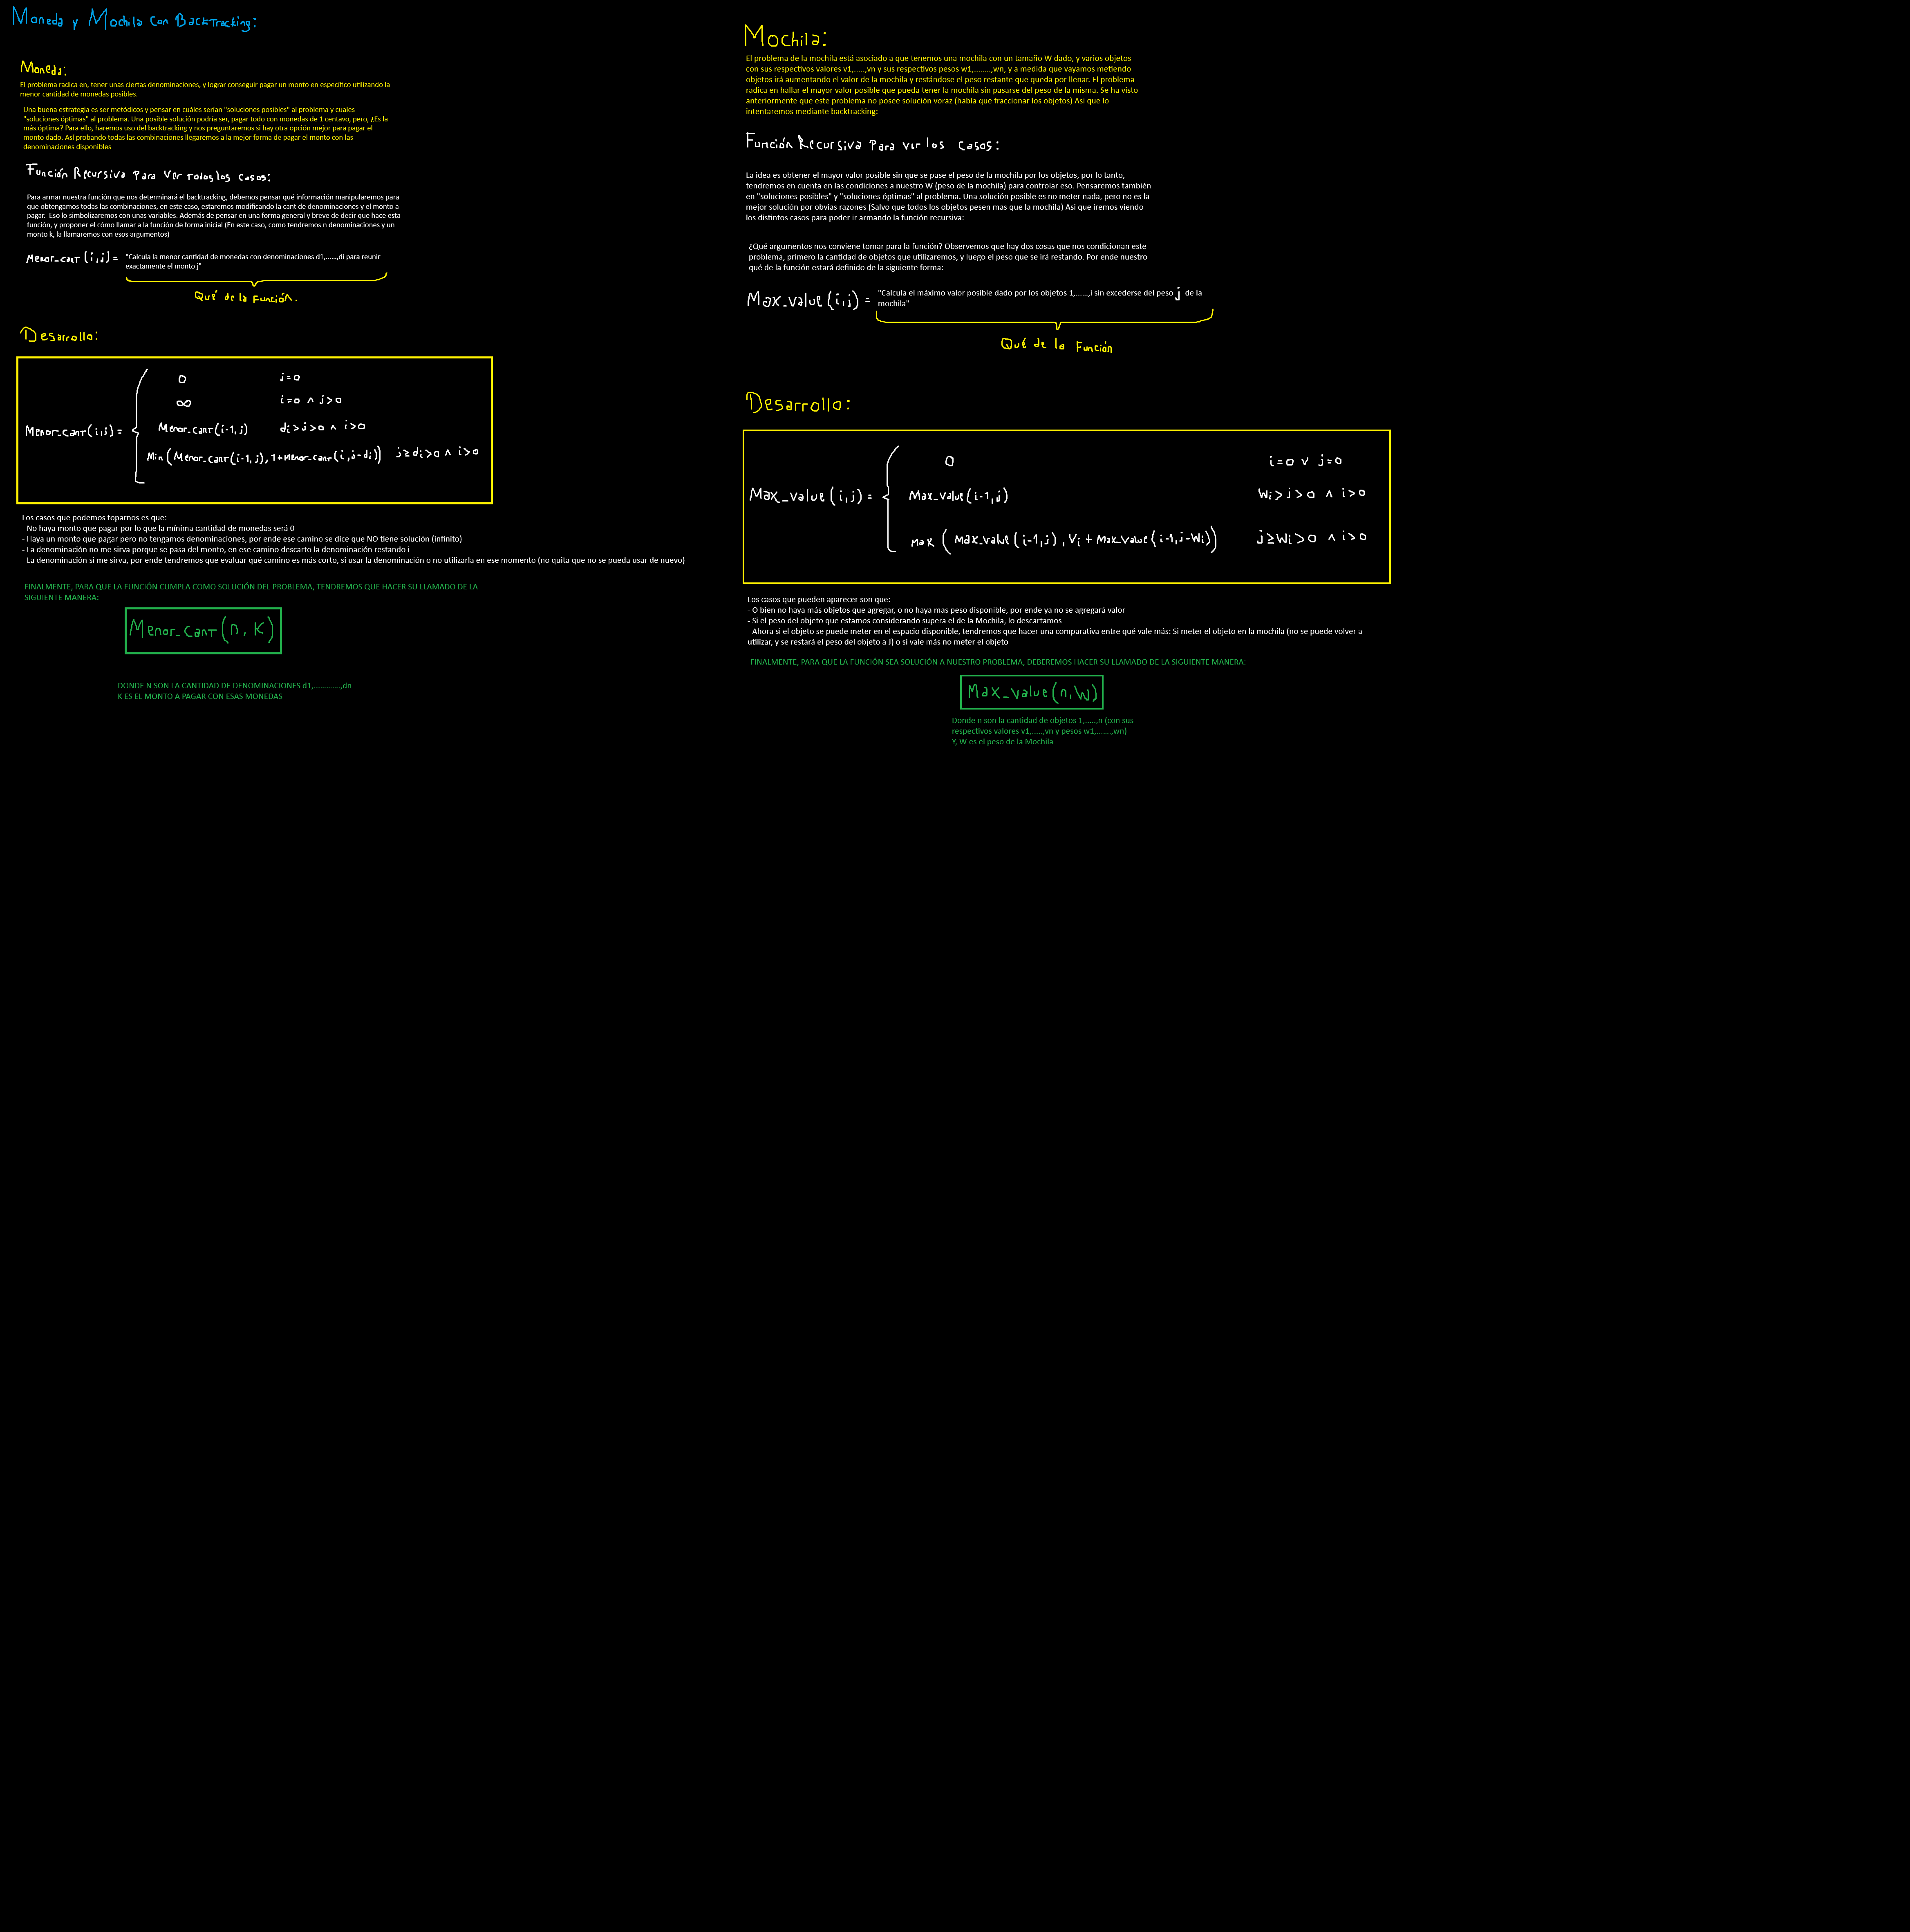 Moneda y Mochila con Backtracking:
Moneda:
El problema radica en, tener unas ciertas denominaciones, y lograr conseguir pagar un monto en específico utilizando la
menor cantidad de monedas posibles.
Una buena estrategia es ser metódicos y pensar en cuáles serían "soluciones posibles" al problema y cuales
"soluciones óptimas" al problema. Una posible solución podría ser, pagar todo con monedas de 1 centavo, pero, ¿Es la
más óptima? Para ello, haremos uso del backtracking y nos preguntaremos si hay otra opción mejor para pagar el
monto dado. Así probando todas las combinaciones llegaremos a la mejor forma de pagar el monto con las
denominaciones disponibles
Función Recursiva para ver todos los casos:
Para armar nuestra función que nos determinará el backtracking, debemos pensar qué información manipularemos para
que obtengamos todas las combinaciones, en este caso, estaremos modificando la cant de denominaciones y el monto a
pagar. Eso lo simbolizaremos con unas variables. Además de pensar en una forma general y breve de decir que hace esta
función, y proponer el cómo llamar a la función de forma inicial (En este caso, como tendremos n denominaciones y un
monto k, la llamaremos con esos argumentos)
Menor_cant(i,j) = "Calcula la menor cantidad de monedas con denominaciones d1,......,di para reunir
exactamente el monto j"
Qué de la función.
Desarrollo:
0 j=0
∞ i=0 ∧ j>0
Menor_cant(i,j) = { Menor_cant(i-1,j) di>j>0 ∧ i>0
Min(Menor_cant(i-1,j), 1+Menor_cant(i,j-di)) j≥di>0 ∧ i>0
Los casos que podemos toparnos es que:
- No haya monto que pagar por lo que la mínima cantidad de monedas será 0
- Haya un monto que pagar pero no tengamos denominaciones, por ende ese camino se dice que NO tiene solución (infinito)
- La denominación no me sirva porque se pasa del monto, en ese camino descarto la denominación restando i
- La denominación si me sirva, por ende tendremos que evaluar qué camino es más corto, si usar la denominación o no utilizarla en ese momento (no quita que no se pueda usar de nuevo)
FINALMENTE, PARA QUE LA FUNCIÓN CUMPLA COMO SOLUCIÓN DEL PROBLEMA, TENDREMOS QUE HACER SU LLAMADO DE LA
SIGUIENTE MANERA:
Menor_cant(n,K)
DONDE N SON LA CANTIDAD DE DENOMINACIONES d1,.............,dn
K ES EL MONTO A PAGAR CON ESAS MONEDAS
Mochila:
El problema de la mochila está asociado a que tenemos una mochila con un tamaño W dado, y varios objetos
con sus respectivos valores v1,.....,vn y sus respectivos pesos w1,........,wn, y a medida que vayamos metiendo
objetos irá aumentando el valor de la mochila y restándose el peso restante que queda por llenar. El problema
radica en hallar el mayor valor posible que pueda tener la mochila sin pasarse del peso de la misma. Se ha visto
anteriormente que este problema no posee solución voraz (había que fraccionar los objetos) Asi que lo
intentaremos mediante backtracking:
Función Recursiva para ver los casos:
La idea es obtener el mayor valor posible sin que se pase el peso de la mochila por los objetos, por lo tanto,
tendremos en cuenta en las condiciones a nuestro W (peso de la mochila) para controlar eso. Pensaremos también
en "soluciones posibles" y "soluciones óptimas" al problema. Una solución posible es no meter nada, pero no es la
mejor solución por obvias razones (Salvo que todos los objetos pesen mas que la mochila) Asi que iremos viendo
los distintos casos para poder ir armando la función recursiva:
¿Qué argumentos nos conviene tomar para la función? Observemos que hay dos cosas que nos condicionan este
problema, primero la cantidad de objetos que utilizaremos, y luego el peso que se irá restando. Por ende nuestro
qué de la función estará definido de la siguiente forma:
Max_value(i,j) = "Calcula el máximo valor posible dado por los objetos 1,......,i sin excederse del peso j de la
mochila"
Qué de la función
Desarrollo:
0 i=0 ∨ j=0
Max_value(i,j) = { Max_value(i-1,j) Wi>j>0 ∧ i>0
Max(Max_value(i-1,j), Vi + Max_value(i-1,j-Wi)) j≥Wi>0 ∧ i>0
Los casos que pueden aparecer son que:
- O bien no haya más objetos que agregar, o no haya mas peso disponible, por ende ya no se agregará valor
- Si el peso del objeto que estamos considerando supera el de la Mochila, lo descartamos
- Ahora si el objeto se puede meter en el espacio disponible, tendremos que hacer una comparativa entre qué vale más: Si meter el objeto en la mochila (no se puede volver a
utilizar, y se restará el peso del objeto a J) o si vale más no meter el objeto
FINALMENTE, PARA QUE LA FUNCIÓN SEA SOLUCIÓN A NUESTRO PROBLEMA, DEBEREMOS HACER SU LLAMADO DE LA SIGUIENTE MANERA:
Max_value(n,W)
Donde n son la cantidad de objetos 1,.....,n (con sus
respectivos valores v1,.....,vn y pesos w1,.......,wn)
Y, W es el peso de la Mochila